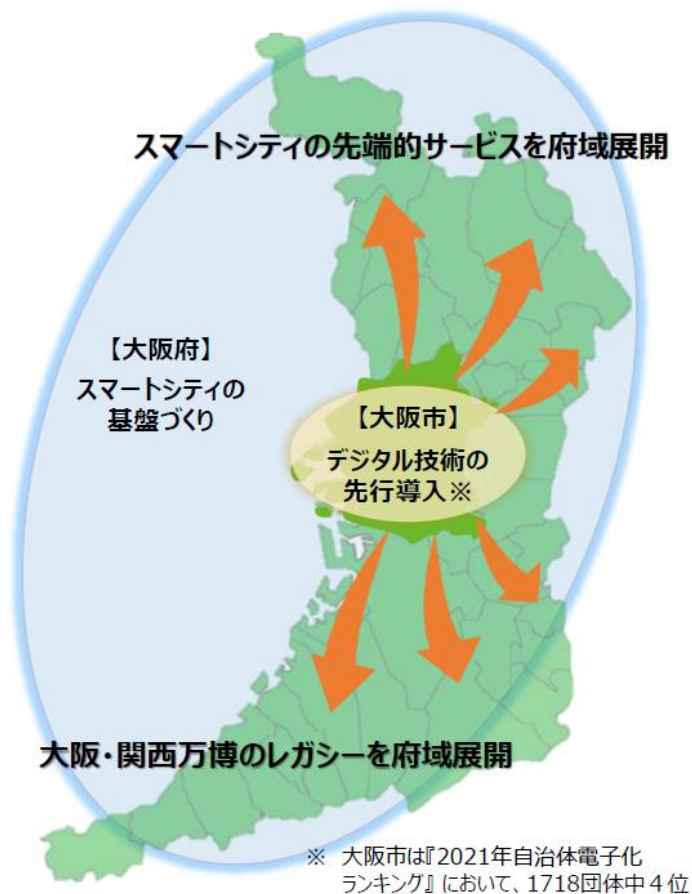 スマートシティの先端的サービスを府域展開
【大阪府】
スマートシティの
基盤づくり
【大阪市】
デジタル技術の
先行導入※
大阪・関西万博のレガシーを府域展開
※ 大阪市は『2021年自治体電子化
ランキング』において、1718団体中４位